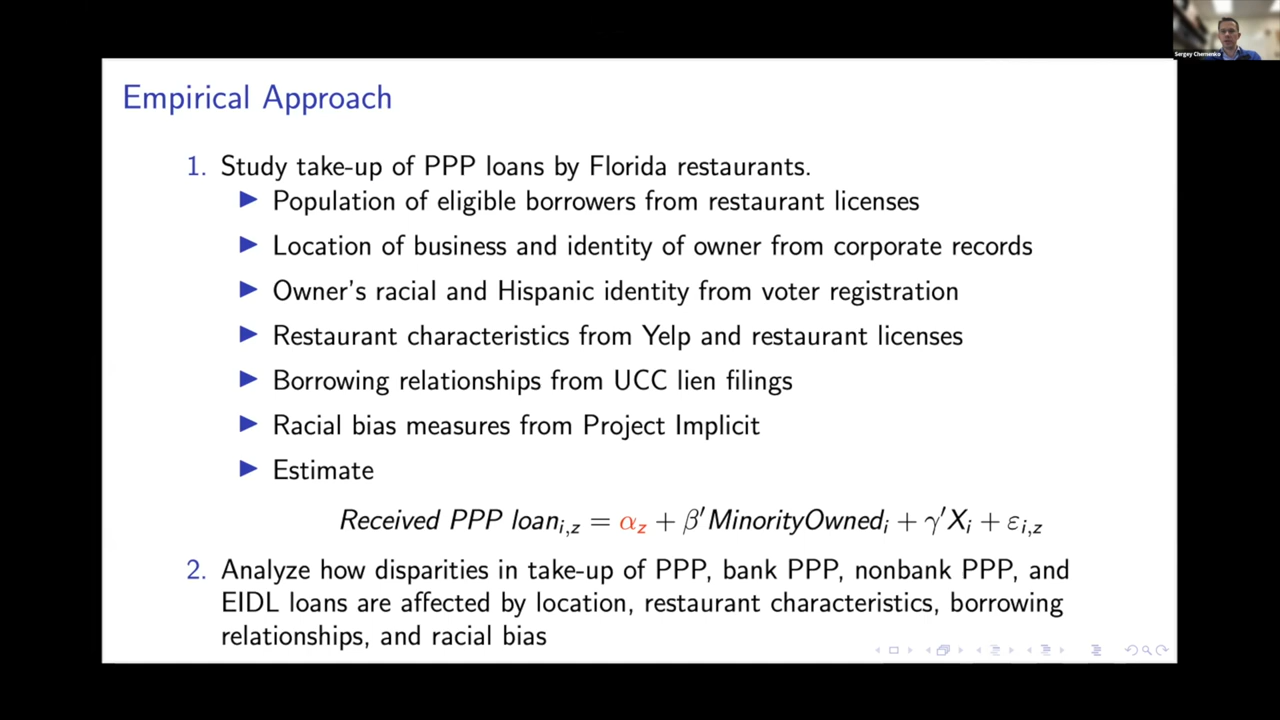 Sergey Chernenko
Empirical Approach
1. Study take-up of PPP loans by Florida restaurants.
▶ Population of eligible borrowers from restaurant licenses
▶ Location of business and identity of owner from corporate records
▶ Owner's racial and Hispanic identity from voter registration
▶ Restaurant characteristics from Yelp and restaurant licenses
▶ Borrowing relationships from UCC lien filings
▶ Racial bias measures from Project Implicit
▶ Estimate
Received PPP loan_{i,z} = α_z + β′MinorityOwned_i + γ′X_i + ε_{i,z}
2. Analyze how disparities in take-up of PPP, bank PPP, nonbank PPP, and
EIDL loans are affected by location, restaurant characteristics, borrowing
relationships, and racial bias